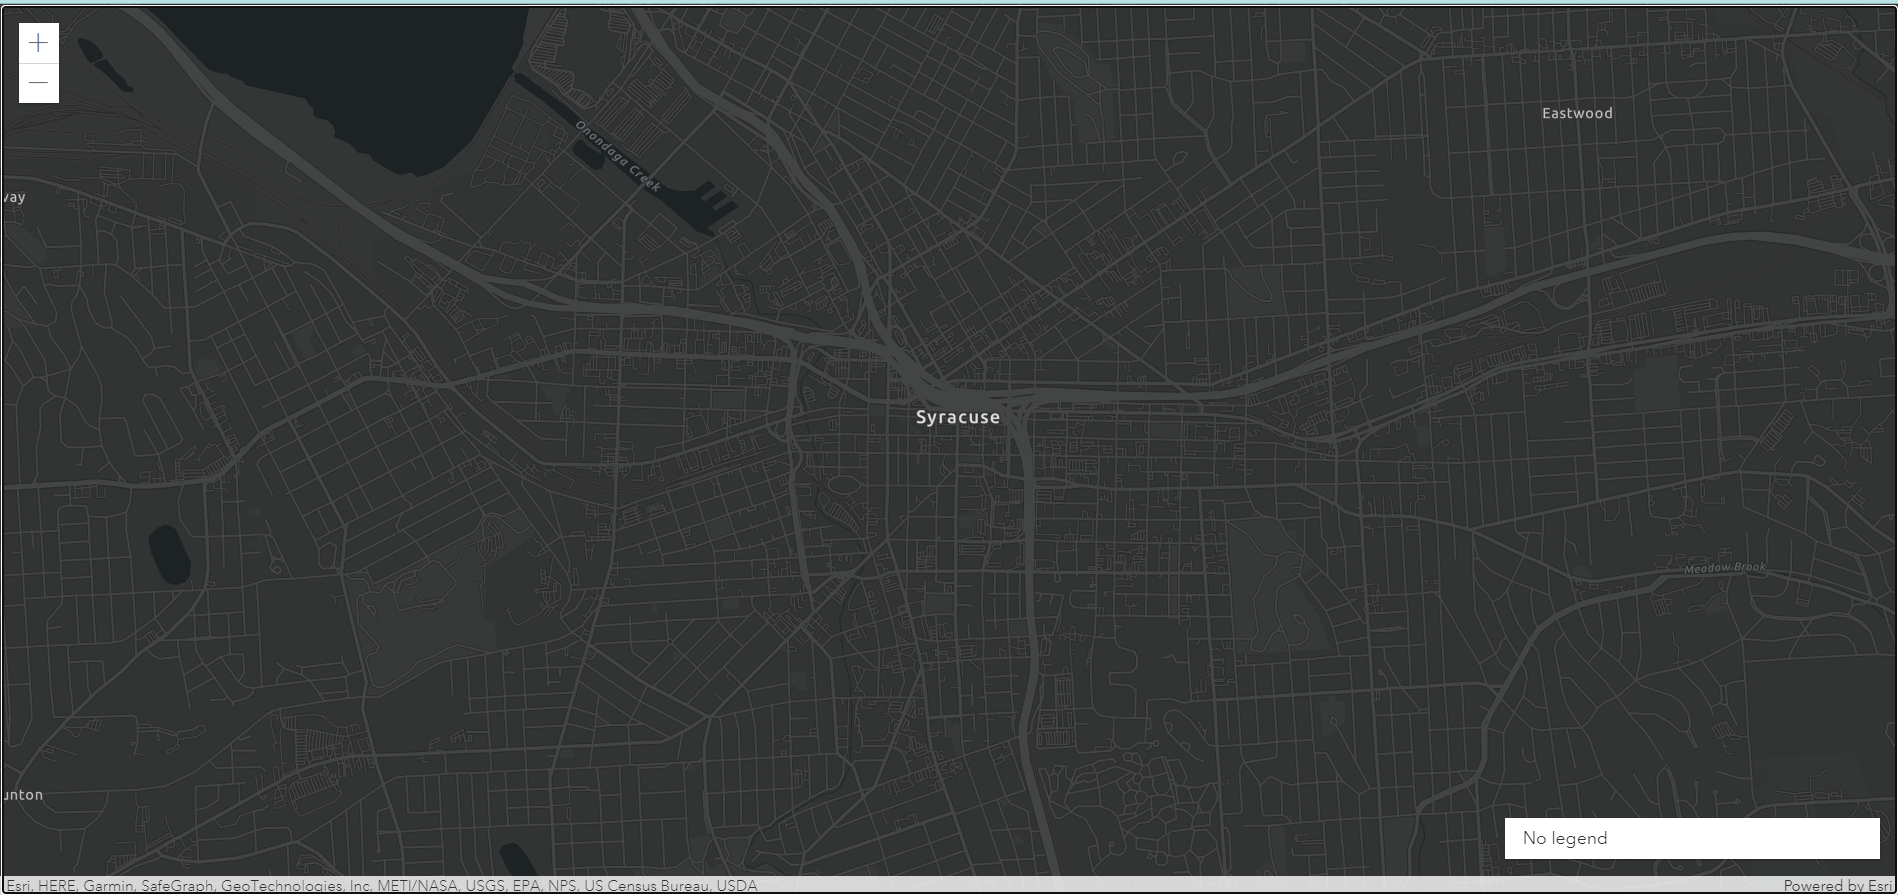 Eastwood
Onondaga Creek
vay
Syracuse
Meadow Brook
unton
No legend
Esri, HERE, Garmin, SafeGraph, GeoTechnologies, Inc, METI/NASA, USGS, EPA, NPS, US Census Bureau, USDA
Powered by Esri